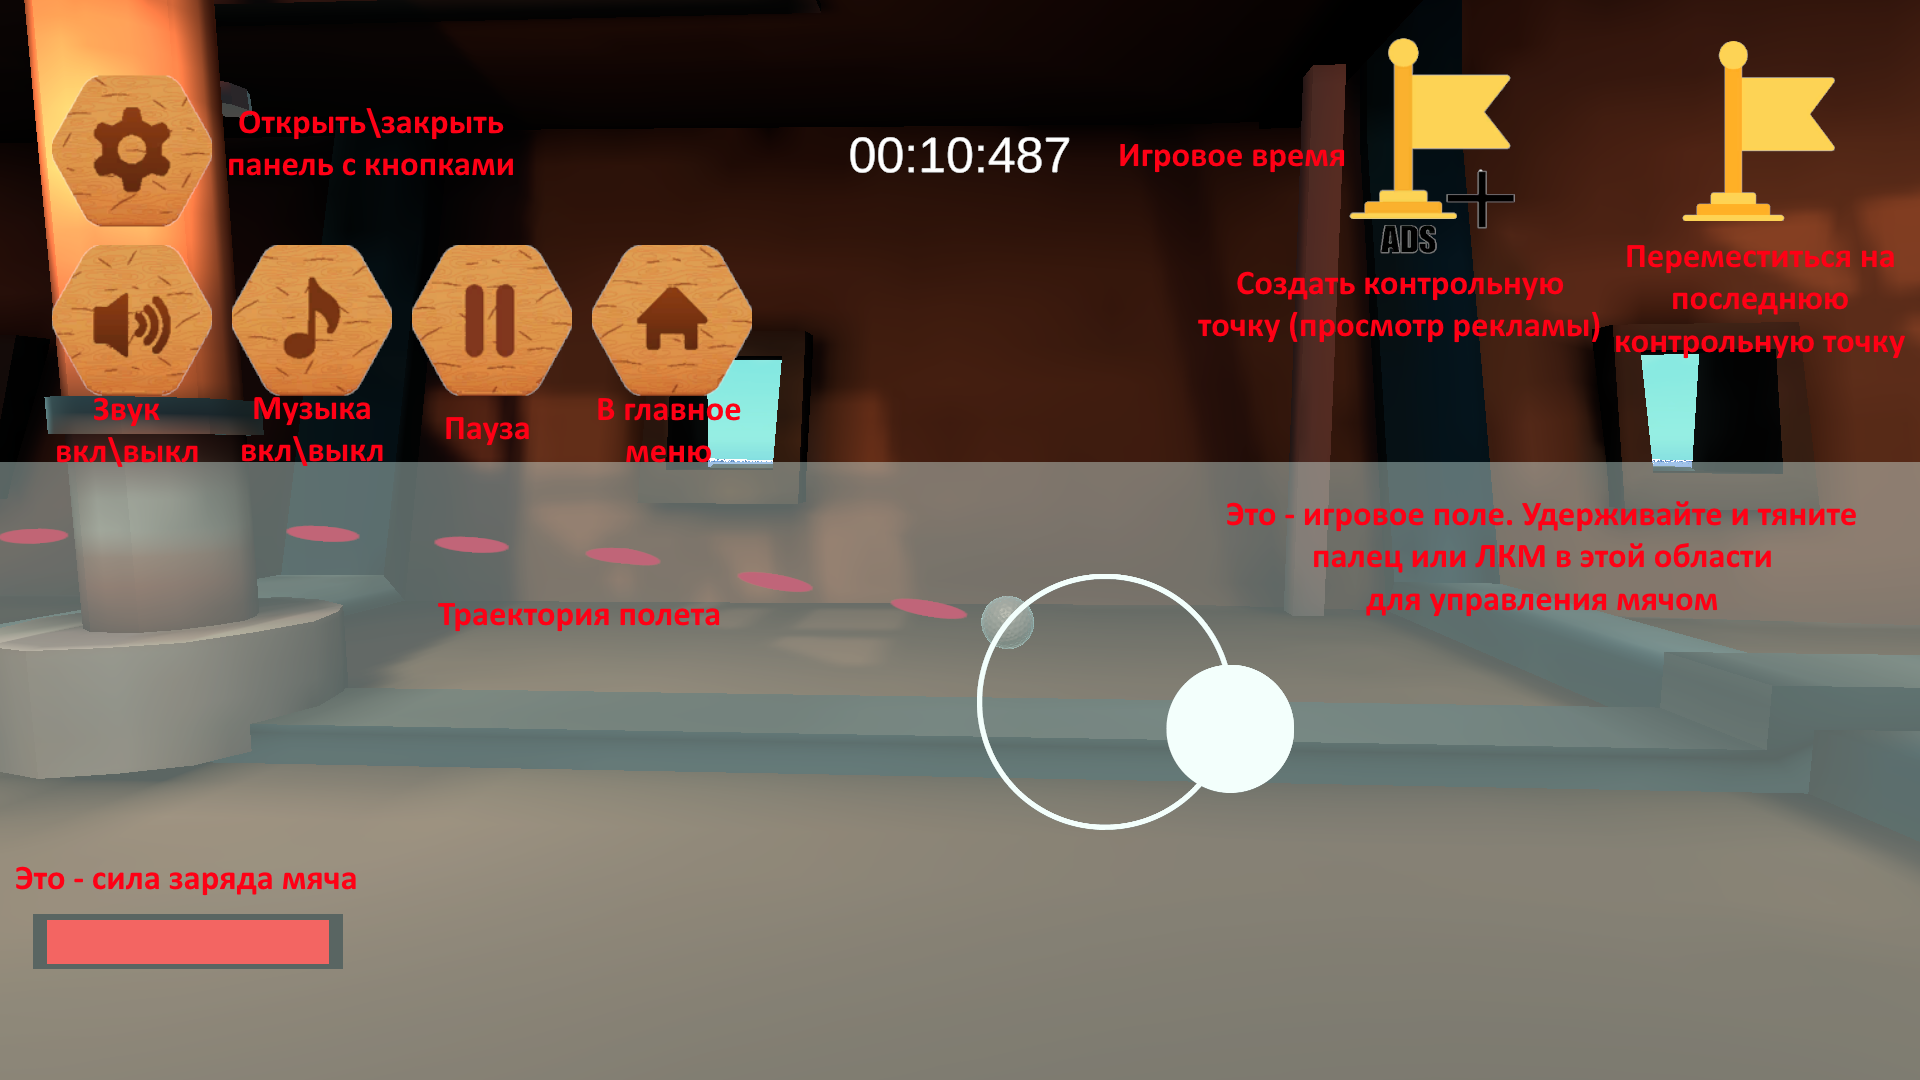 Открыть\закрыть
панель с кнопками
00:10:487
Игровое время
ADS
Создать контрольную
точку (просмотр рекламы)
Переместиться на
последнюю
контрольную точку
Звук
вкл\выкл
Музыка
вкл\выкл
Пауза
В главное
меню
Это - игровое поле. Удерживайте и тяните
палец или ЛКМ в этой области
для управления мячом
Траектория полета
Это - сила заряда мяча